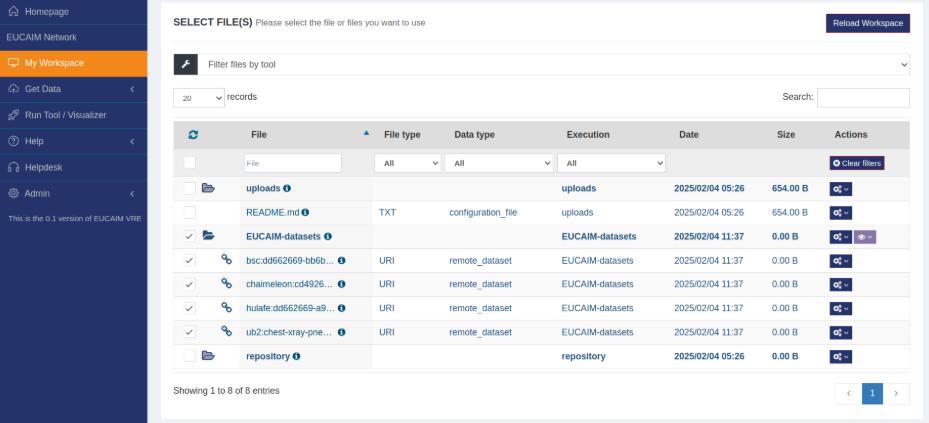 Homepage
EUCAIM Network
My Workspace
Get Data
Run Tool / Visualizer
Help
Helpdesk
Admin
This is the 0.1 version of EUCAIM VRE
SELECT FILE(S) Please select the file or files you want to use
Reload Workspace
Filter files by tool
20 records
Search:
File File type Data type Execution Date Size Actions
File All All All Clear filters
uploads uploads 2025/02/04 05:26 654.00 B
README.md TXT configuration_file uploads 2025/02/04 05:26 654.00 B
EUCAIM-datasets EUCAIM-datasets 2025/02/04 11:37 0.00 B
bsc:dd662669-bb6b... URI remote_dataset EUCAIM-datasets 2025/02/04 11:37 0.00 B
chaimeleon:cd4926... URI remote_dataset EUCAIM-datasets 2025/02/04 11:37 0.00 B
hulafe:dd662669-a9... URI remote_dataset EUCAIM-datasets 2025/02/04 11:37 0.00 B
ub2:chest-xray-pne... URI remote_dataset EUCAIM-datasets 2025/02/04 11:37 0.00 B
repository repository 2025/02/04 05:26 0.00 B
Showing 1 to 8 of 8 entries
< 1 >